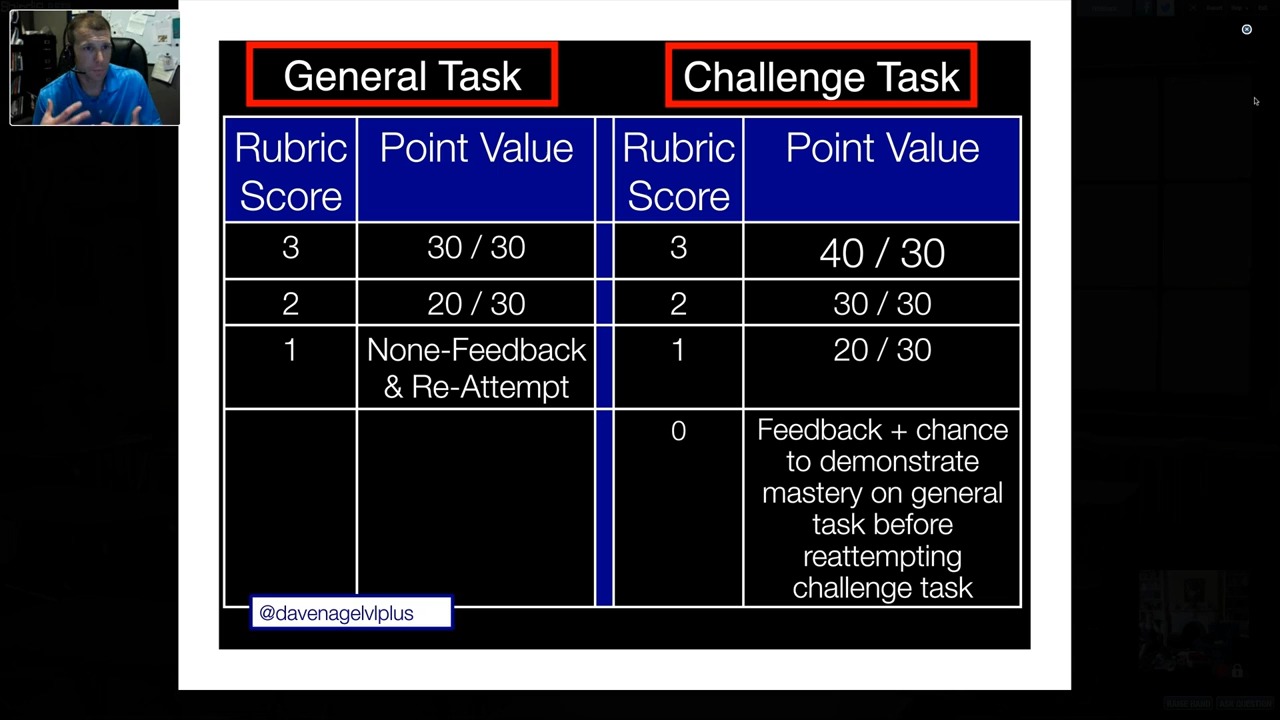 General Task
Challenge Task
Rubric Score
Point Value
Rubric Score
Point Value
3
30 / 30
3
40 / 30
2
20 / 30
2
30 / 30
1
None-Feedback
& Re-Attempt
1
20 / 30
0
Feedback + chance
to demonstrate
mastery on general
task before
reattempting
challenge task
@davenagelvlplus